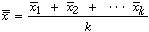 x̿ = (x̅₁ + x̅₂ + ⋯ x̅ₖ) / k